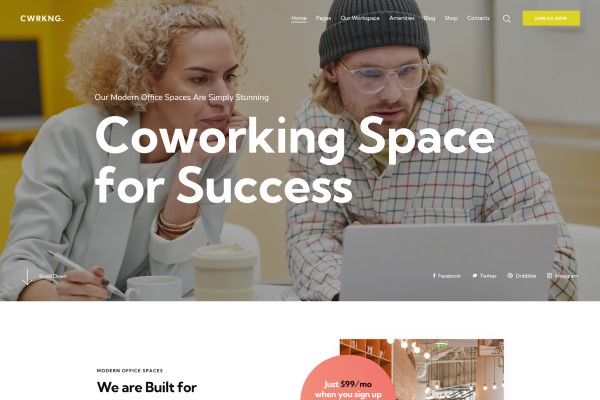 CWRKNG.
Home Pages Our Workspace Amenities Blog Shop Contacts
JOIN US NOW
Our Modern Office Spaces Are Simply Stunning
Coworking Space
for Success
Scroll Down
Facebook Twitter Dribbble Instagram
MODERN OFFICE SPACES
We are Built for
Just $99/mo
when you sign up